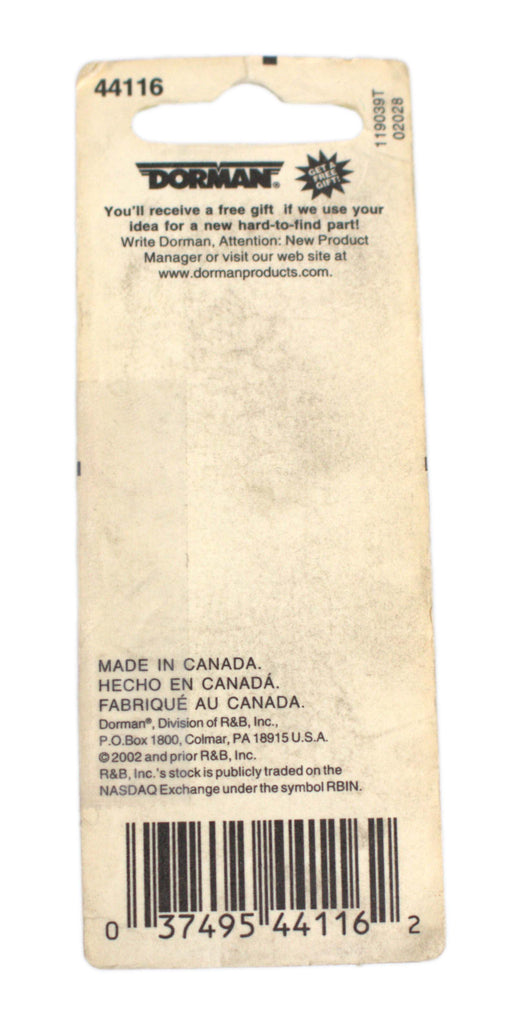 44116
119039T
02028
DORMAN®
GET A
FREE
GIFT!
You'll receive a free gift if we use your
idea for a new hard-to-find part!
Write Dorman, Attention: New Product
Manager or visit our web site at
www.dormanproducts.com.
MADE IN CANADA.
HECHO EN CANADÁ.
FABRIQUÉ AU CANADA.
Dorman®, Division of R&B, Inc.,
P.O.Box 1800, Colmar, PA 18915 U.S.A.
© 2002 and prior R&B, Inc.
R&B, Inc.'s stock is publicly traded on the
NASDAQ Exchange under the symbol RBIN.
0 37495 44116 2